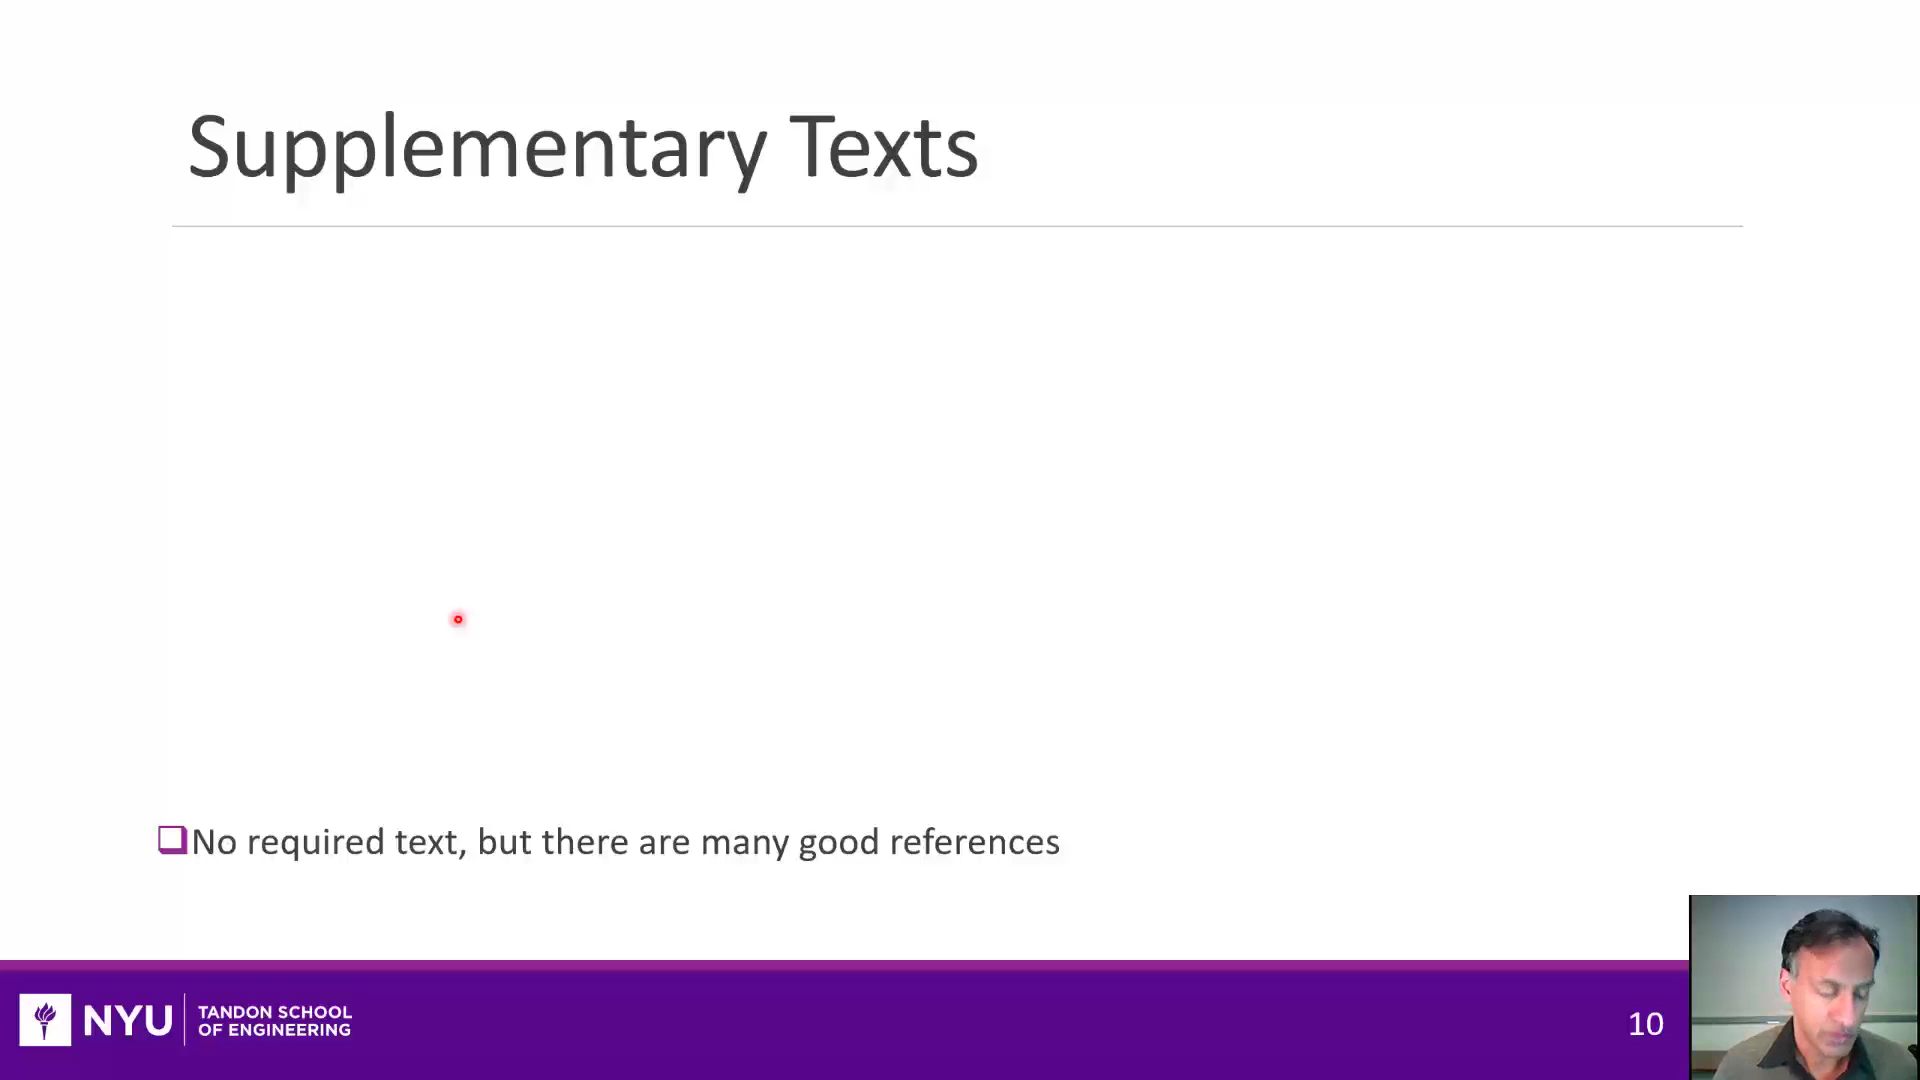 Supplementary Texts
No required text, but there are many good references
NYU
TANDON SCHOOL
OF ENGINEERING
10